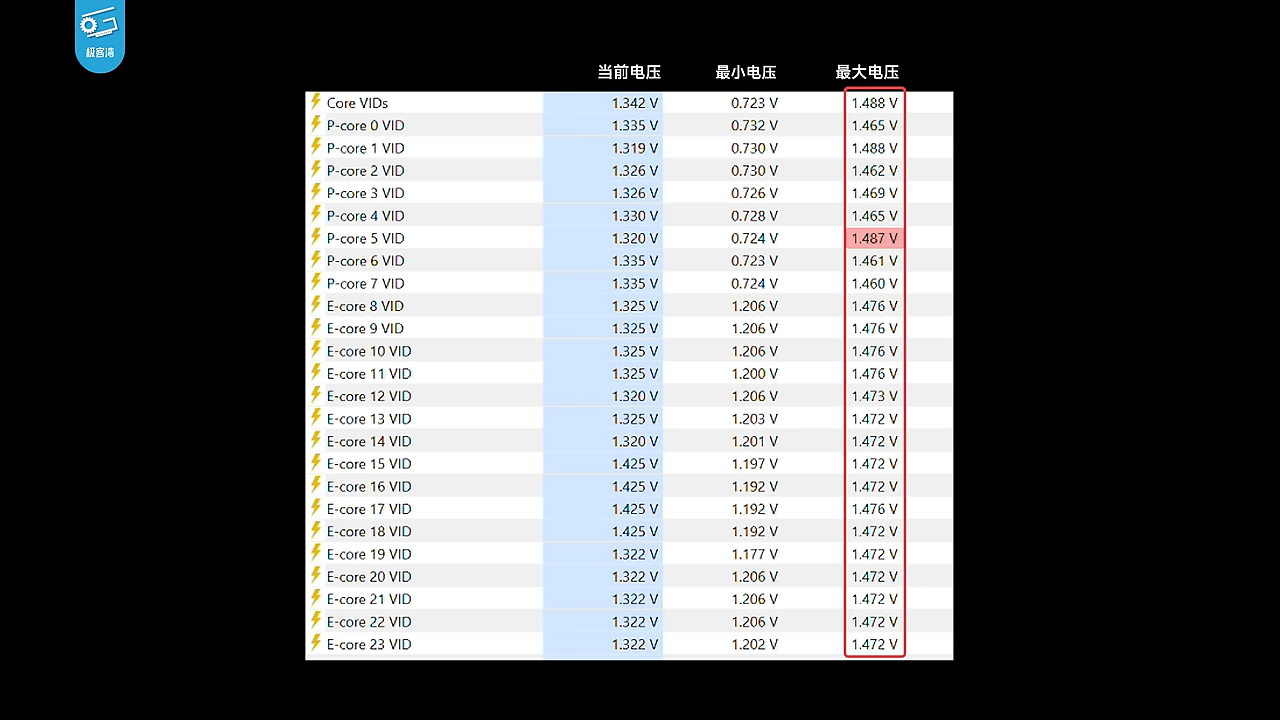 极客湾
当前电压 最小电压 最大电压
Core VIDs 1.342 V 0.723 V 1.488 V
P-core 0 VID 1.335 V 0.732 V 1.465 V
P-core 1 VID 1.319 V 0.730 V 1.488 V
P-core 2 VID 1.326 V 0.730 V 1.462 V
P-core 3 VID 1.326 V 0.726 V 1.469 V
P-core 4 VID 1.330 V 0.728 V 1.465 V
P-core 5 VID 1.320 V 0.724 V 1.487 V
P-core 6 VID 1.335 V 0.723 V 1.461 V
P-core 7 VID 1.335 V 0.724 V 1.460 V
E-core 8 VID 1.325 V 1.206 V 1.476 V
E-core 9 VID 1.325 V 1.206 V 1.476 V
E-core 10 VID 1.325 V 1.206 V 1.476 V
E-core 11 VID 1.325 V 1.200 V 1.476 V
E-core 12 VID 1.320 V 1.206 V 1.473 V
E-core 13 VID 1.325 V 1.203 V 1.472 V
E-core 14 VID 1.320 V 1.201 V 1.472 V
E-core 15 VID 1.425 V 1.197 V 1.472 V
E-core 16 VID 1.425 V 1.192 V 1.472 V
E-core 17 VID 1.425 V 1.192 V 1.476 V
E-core 18 VID 1.425 V 1.192 V 1.472 V
E-core 19 VID 1.322 V 1.177 V 1.472 V
E-core 20 VID 1.322 V 1.206 V 1.472 V
E-core 21 VID 1.322 V 1.206 V 1.472 V
E-core 22 VID 1.322 V 1.206 V 1.472 V
E-core 23 VID 1.322 V 1.202 V 1.472 V